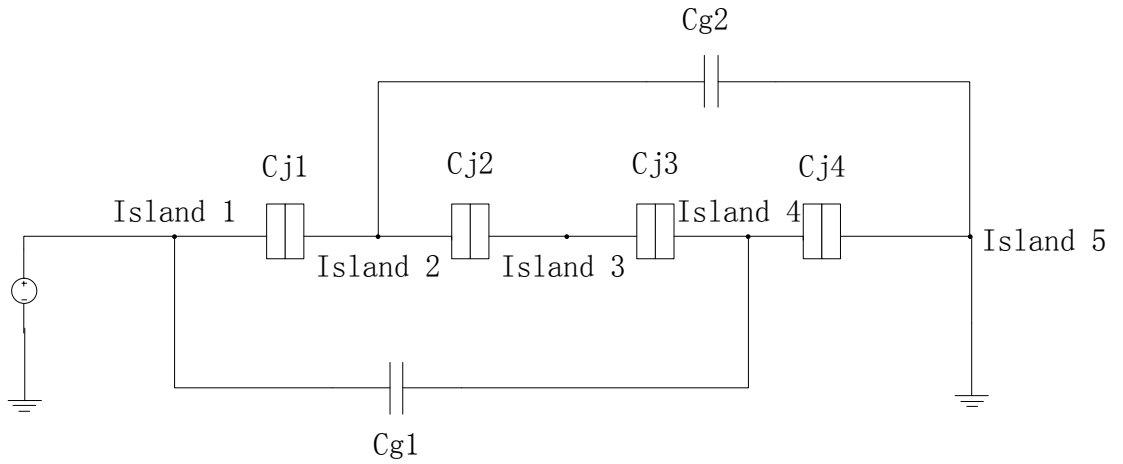 Cg2
Cj1
Cj2
Cj3
Cj4
Island 1
Island 4
Island 2
Island 3
Island 5
+
−
Cg1